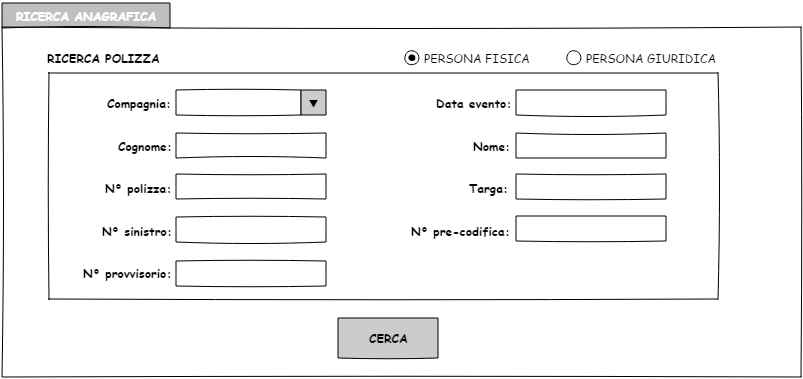 RICERCA ANAGRAFICA
RICERCA POLIZZA PERSONA FISICA PERSONA GIURIDICA
Compagnia: Data evento:
Cognome: Nome:
N° polizza: Targa:
N° sinistro: N° pre-codifica:
N° provvisorio:
CERCA